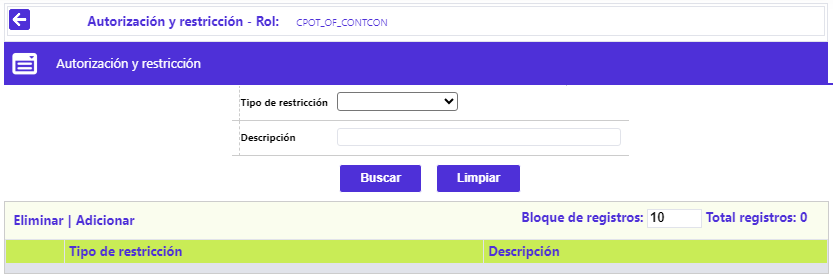 Autorización y restricción - Rol: CPOT_OF_CONTCON
Autorización y restricción
Tipo de restricción
Descripción
Buscar Limpiar
Eliminar | Adicionar Bloque de registros: 10 Total registros: 0
Tipo de restricción Descripción